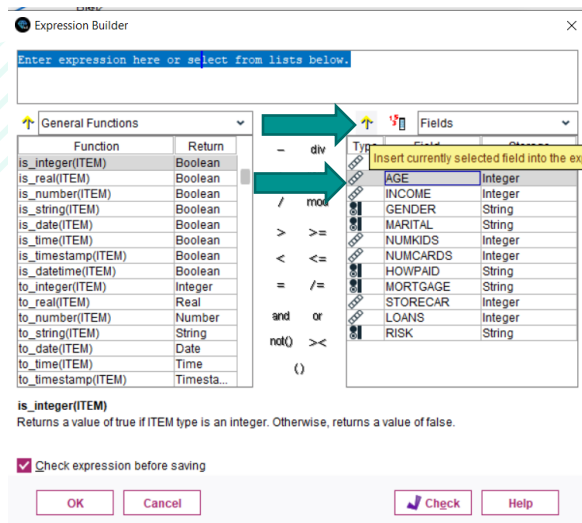 Expression Builder
Enter expression here or select from lists below.
General Functions
Fields
Function Return
is_integer(ITEM) Boolean
is_real(ITEM) Boolean
is_number(ITEM) Boolean
is_string(ITEM) Boolean
is_date(ITEM) Boolean
is_time(ITEM) Boolean
is_timestamp(ITEM) Boolean
is_datetime(ITEM) Boolean
to_integer(ITEM) Integer
to_real(ITEM) Real
to_number(ITEM) Number
to_string(ITEM) String
to_date(ITEM) Date
to_time(ITEM) Time
to_timestamp(ITEM) Timesta...
– div
/ mod
> >=
< <=
= /=
and or
not() ><
()
Type Field Storage
Insert currently selected field into the ex
AGE Integer
INCOME Integer
GENDER String
MARITAL String
NUMKIDS Integer
NUMCARDS Integer
HOWPAID String
MORTGAGE String
STORECAR Integer
LOANS Integer
RISK String
is_integer(ITEM)
Returns a value of true if ITEM type is an integer. Otherwise, returns a value of false.
Check expression before saving
OK Cancel Check Help